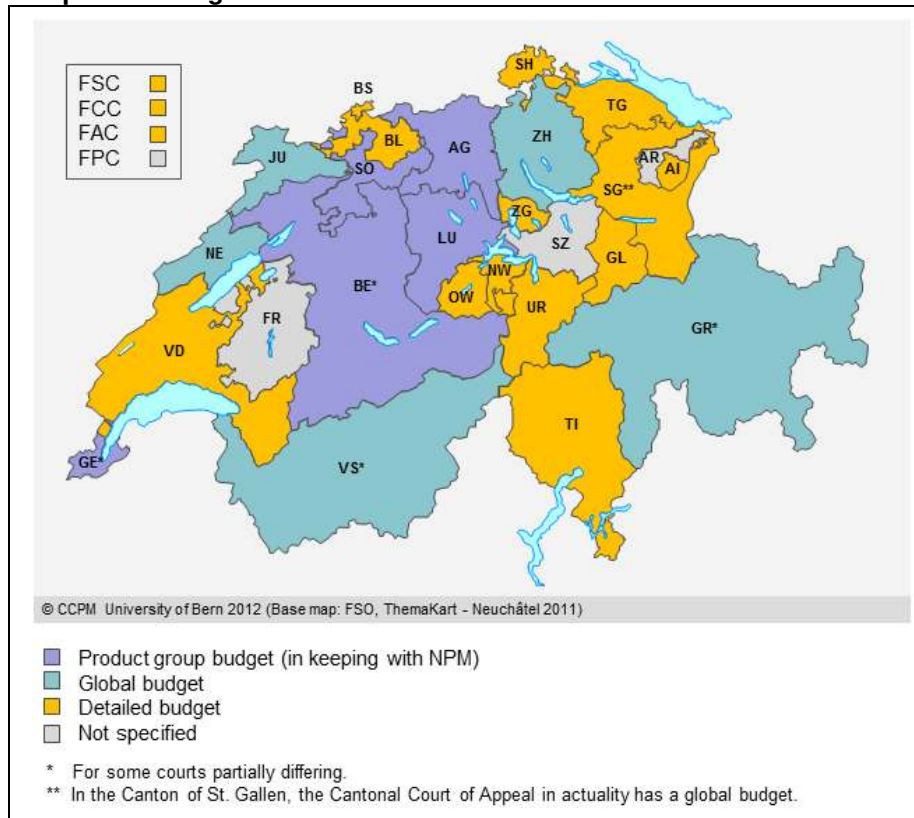 FSC
FCC
FAC
FPC
SH
BS
TG
BL
ZH
AG
JU
AR
SO
AI
SG**
ZG
LU
SZ
NE
GL
NW
BE*
OW
UR
FR
GR*
VD
TI
GE*
VS*
© CCPM University of Bern 2012 (Base map: FSO, ThemaKart - Neuchâtel 2011)
Product group budget (in keeping with NPM)
Global budget
Detailed budget
Not specified
* For some courts partially differing.
** In the Canton of St. Gallen, the Cantonal Court of Appeal in actuality has a global budget.